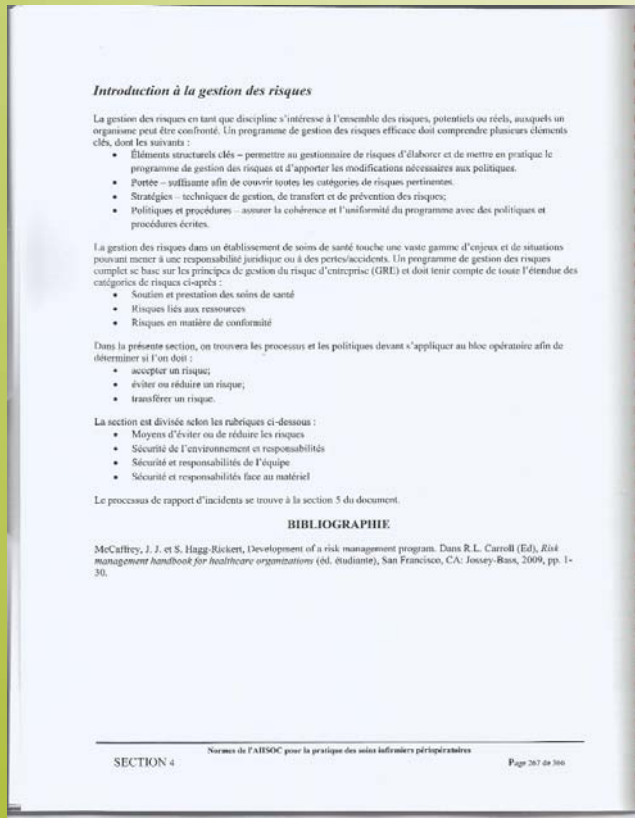 Introduction à la gestion des risques
La gestion des risques en tant que discipline s'intéresse à l'ensemble des risques, potentiels ou réels, auxquels un
organisme peut être confronté. Un programme de gestion des risques efficace doit comprendre plusieurs éléments
clés, dont les suivants :
• Éléments structurels clés – permettre au gestionnaire de risques d'élaborer et de mettre en pratique le
programme de gestion des risques et d'apporter les modifications nécessaires aux politiques.
• Portée – suffisante afin de couvrir toutes les catégories de risques pertinentes.
• Stratégies – techniques de gestion, de transfert et de prévention des risques;
• Politiques et procédures – assurer la cohérence et l'uniformité du programme avec des politiques et
procédures écrites.
La gestion des risques dans un établissement de soins de santé touche une vaste gamme d'enjeux et de situations
pouvant mener à une responsabilité juridique ou à des pertes/accidents. Un programme de gestion des risques
complet se base sur les principes de gestion du risque d'entreprise (GRE) et doit tenir compte de toute l'étendue des
catégories de risques ci-après :
• Soutien et prestation des soins de santé
• Risques liés aux ressources
• Risques en matière de conformité
Dans la présente section, on trouvera les processus et les politiques devant s'appliquer au bloc opératoire afin de
déterminer si l'on doit :
• accepter un risque;
• éviter ou réduire un risque;
• transférer un risque.
La section est divisée selon les rubriques ci-dessous :
• Moyens d'éviter ou de réduire les risques
• Sécurité de l'environnement et responsabilités
• Sécurité et responsabilités de l'équipe
• Sécurité et responsabilités face au matériel
Le processus de rapport d'incidents se trouve à la section 5 du document.
BIBLIOGRAPHIE
McCaffrey, J. J. et S. Hagg-Rickert, Development of a risk management program. Dans R.L. Carroll (Ed), Risk
management handbook for healthcare organizations (éd. étudiante), San Francisco, CA: Jossey-Bass, 2009, pp. 1-
30.
Normes de l'AIISOC pour la pratique des soins infirmiers périopératoires
SECTION 4 Page 267 de 366